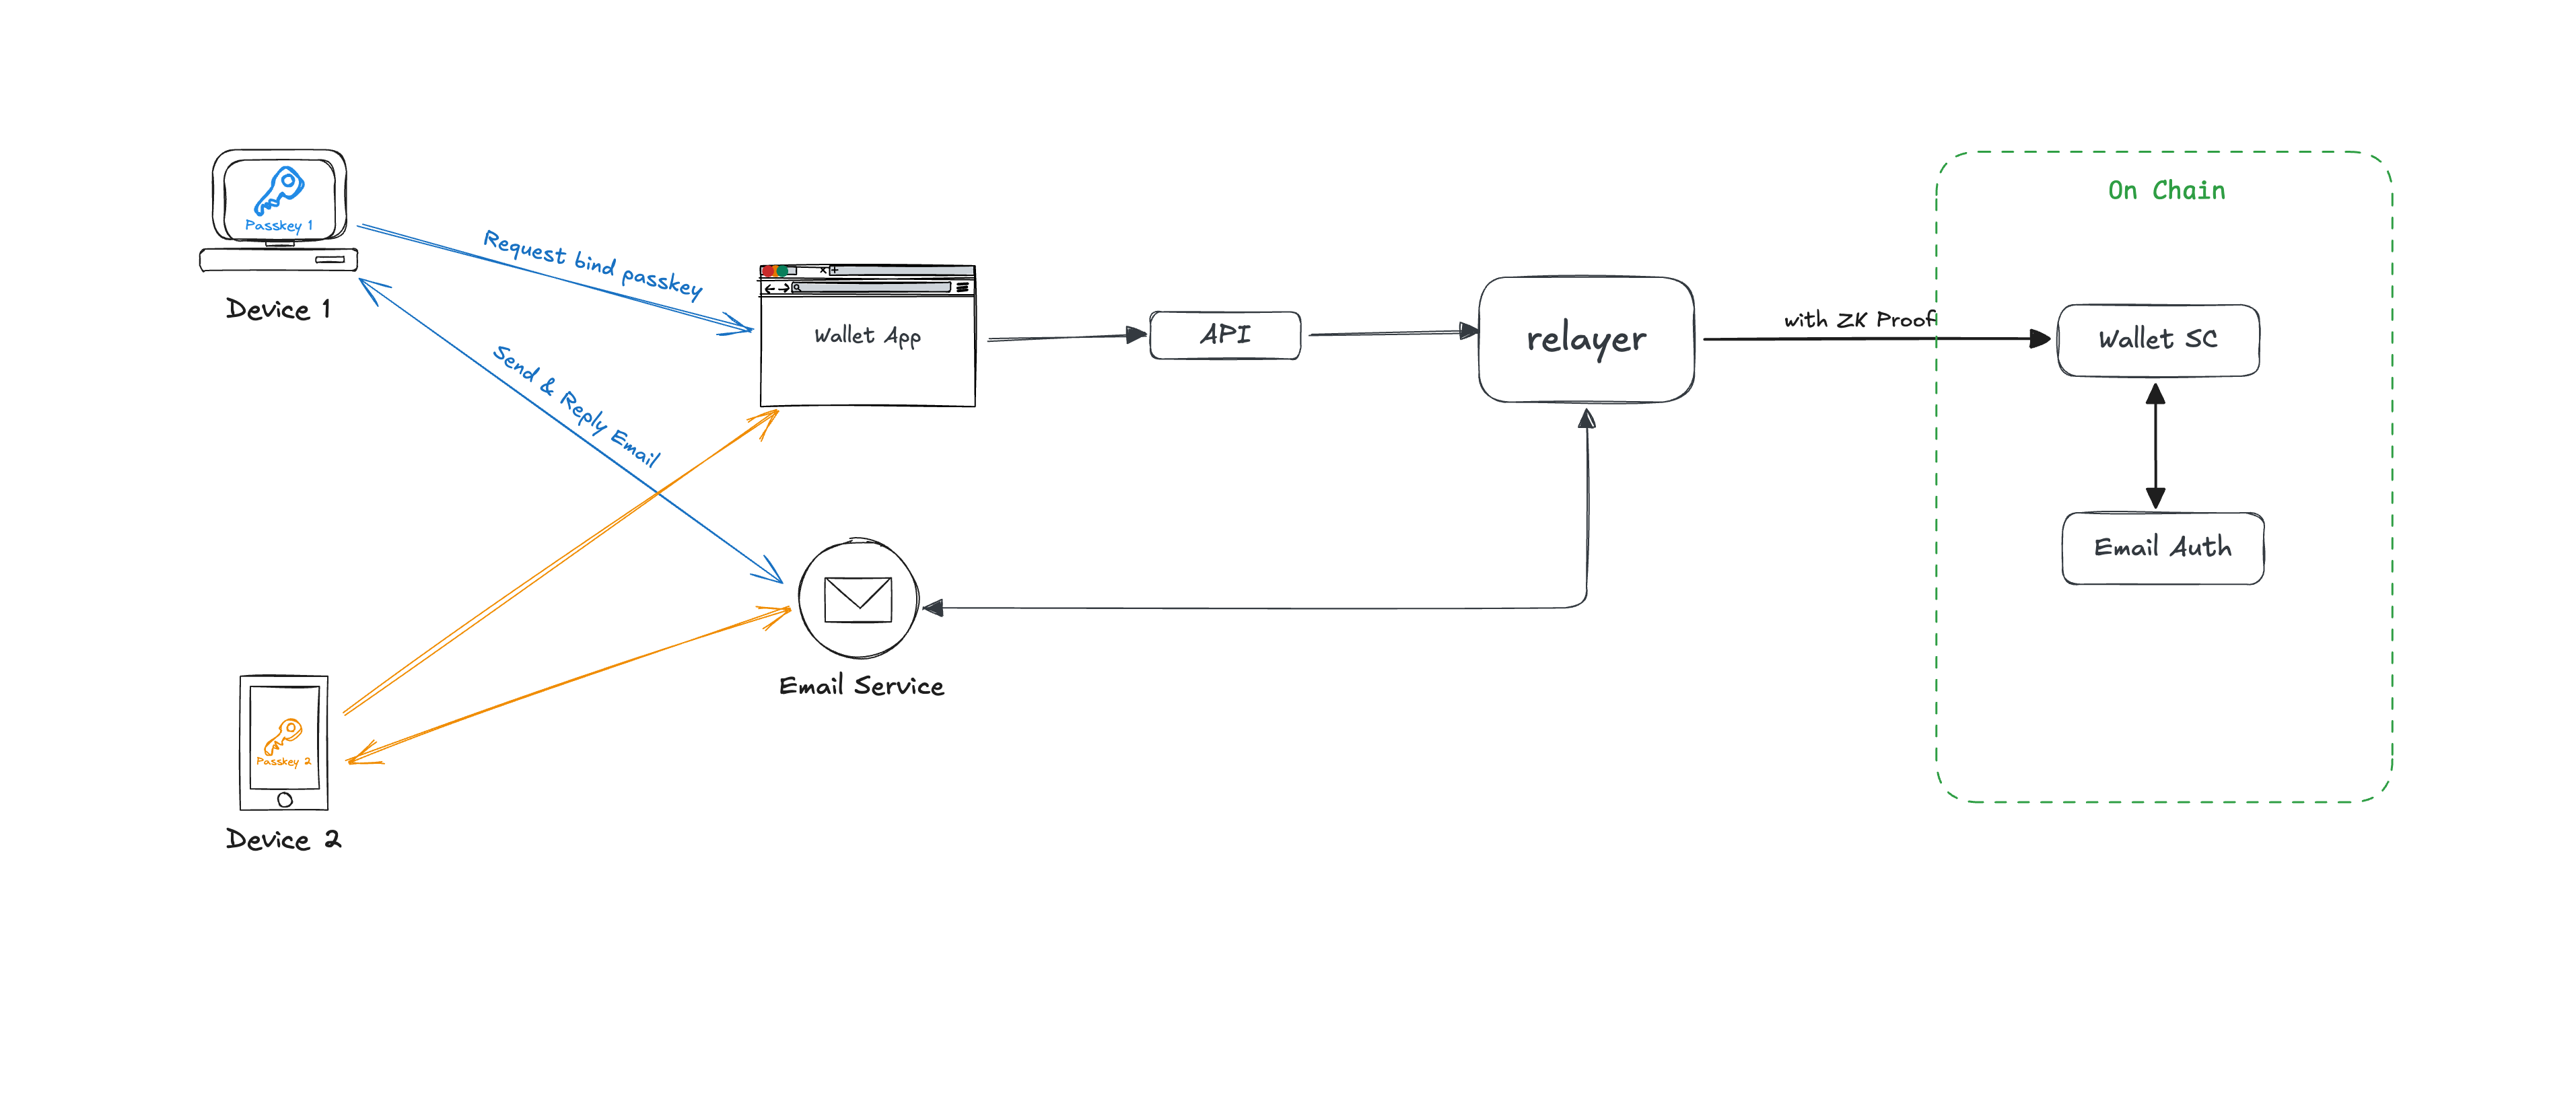 Passkey 1
Device 1
Request bind passkey
Send & Reply Email
Wallet App
API
relayer
with ZK Proof
On Chain
Wallet SC
Email Auth
Email Service
Passkey 2
Device 2